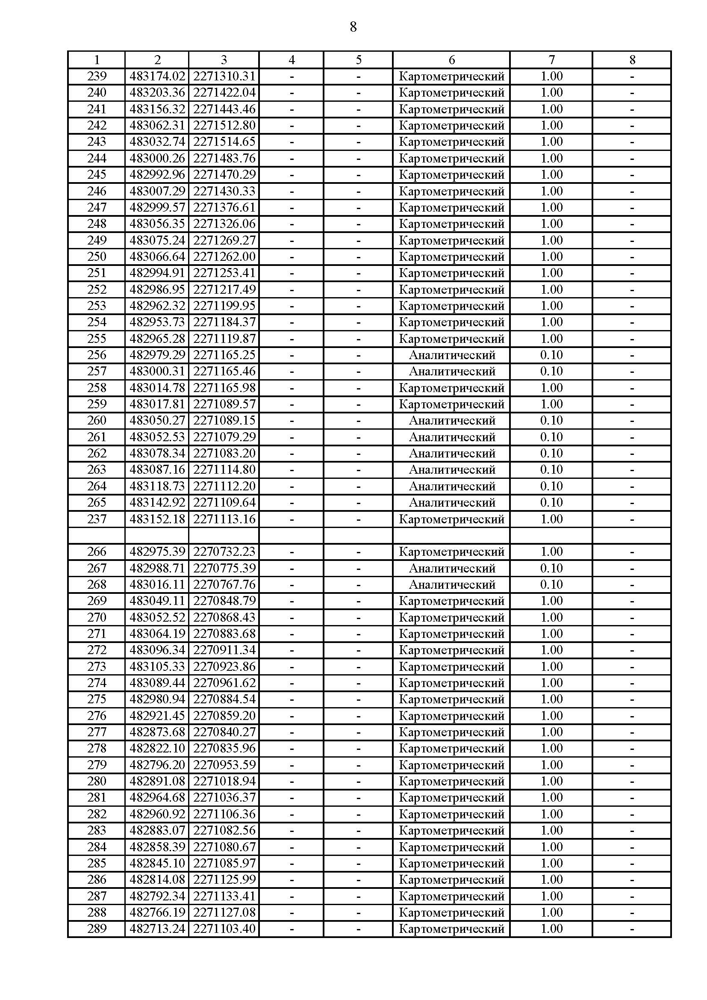 8
1 2 3 4 5 6 7 8
239 483174.02 2271310.31 - - Картометрический 1.00 -
240 483203.36 2271422.04 - - Картометрический 1.00 -
241 483156.32 2271443.46 - - Картометрический 1.00 -
242 483062.31 2271512.80 - - Картометрический 1.00 -
243 483032.74 2271514.65 - - Картометрический 1.00 -
244 483000.26 2271483.76 - - Картометрический 1.00 -
245 482992.96 2271470.29 - - Картометрический 1.00 -
246 483007.29 2271430.33 - - Картометрический 1.00 -
247 482999.57 2271376.61 - - Картометрический 1.00 -
248 483056.35 2271326.06 - - Картометрический 1.00 -
249 483075.24 2271269.27 - - Картометрический 1.00 -
250 483066.64 2271262.00 - - Картометрический 1.00 -
251 482994.91 2271253.41 - - Картометрический 1.00 -
252 482986.95 2271217.49 - - Картометрический 1.00 -
253 482962.32 2271199.95 - - Картометрический 1.00 -
254 482953.73 2271184.37 - - Картометрический 1.00 -
255 482965.28 2271119.87 - - Картометрический 1.00 -
256 482979.29 2271165.25 - - Аналитический 0.10 -
257 483000.31 2271165.46 - - Аналитический 0.10 -
258 483014.78 2271165.98 - - Картометрический 1.00 -
259 483017.81 2271089.57 - - Картометрический 1.00 -
260 483050.27 2271089.15 - - Аналитический 0.10 -
261 483052.53 2271079.29 - - Аналитический 0.10 -
262 483078.34 2271083.20 - - Аналитический 0.10 -
263 483087.16 2271114.80 - - Аналитический 0.10 -
264 483118.73 2271112.20 - - Аналитический 0.10 -
265 483142.92 2271109.64 - - Аналитический 0.10 -
237 483152.18 2271113.16 - - Картометрический 1.00 -
266 482975.39 2270732.23 - - Картометрический 1.00 -
267 482988.71 2270775.39 - - Аналитический 0.10 -
268 483016.11 2270767.76 - - Аналитический 0.10 -
269 483049.11 2270848.79 - - Картометрический 1.00 -
270 483052.52 2270868.43 - - Картометрический 1.00 -
271 483064.19 2270883.68 - - Картометрический 1.00 -
272 483096.34 2270911.34 - - Картометрический 1.00 -
273 483105.33 2270923.86 - - Картометрический 1.00 -
274 483089.44 2270961.62 - - Картометрический 1.00 -
275 482980.94 2270884.54 - - Картометрический 1.00 -
276 482921.45 2270859.20 - - Картометрический 1.00 -
277 482873.68 2270840.27 - - Картометрический 1.00 -
278 482822.10 2270835.96 - - Картометрический 1.00 -
279 482796.20 2270953.59 - - Картометрический 1.00 -
280 482891.08 2271018.94 - - Картометрический 1.00 -
281 482964.68 2271036.37 - - Картометрический 1.00 -
282 482960.92 2271106.36 - - Картометрический 1.00 -
283 482883.07 2271082.56 - - Картометрический 1.00 -
284 482858.39 2271080.67 - - Картометрический 1.00 -
285 482845.10 2271085.97 - - Картометрический 1.00 -
286 482814.08 2271125.99 - - Картометрический 1.00 -
287 482792.34 2271133.41 - - Картометрический 1.00 -
288 482766.19 2271127.08 - - Картометрический 1.00 -
289 482713.24 2271103.40 - - Картометрический 1.00 -